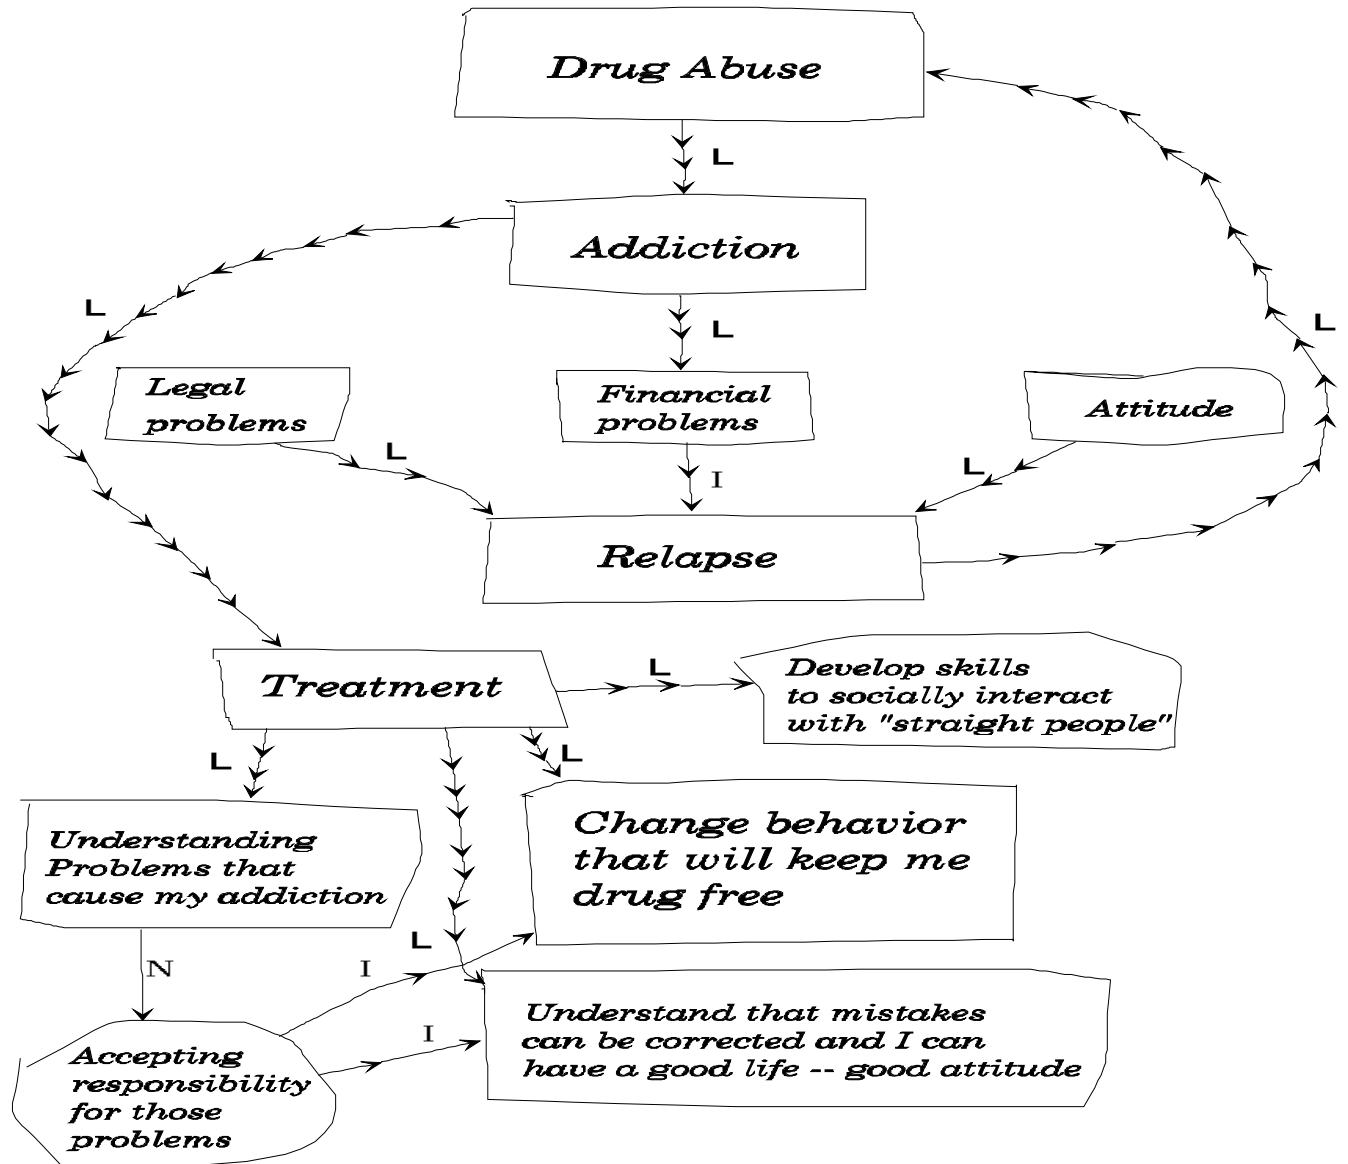 Drug Abuse
L
Addiction
L
L
L
Legal
problems
Financial
problems
Attitude
L
I
L
Relapse
Treatment
L
Develop skills
to socially interact
with "straight people"
L
L
Understanding
Problems that
cause my addiction
Change behavior
that will keep me
drug free
L
N
I
I
Understand that mistakes
can be corrected and I can
have a good life -- good attitude
Accepting
responsibility
for those
problems